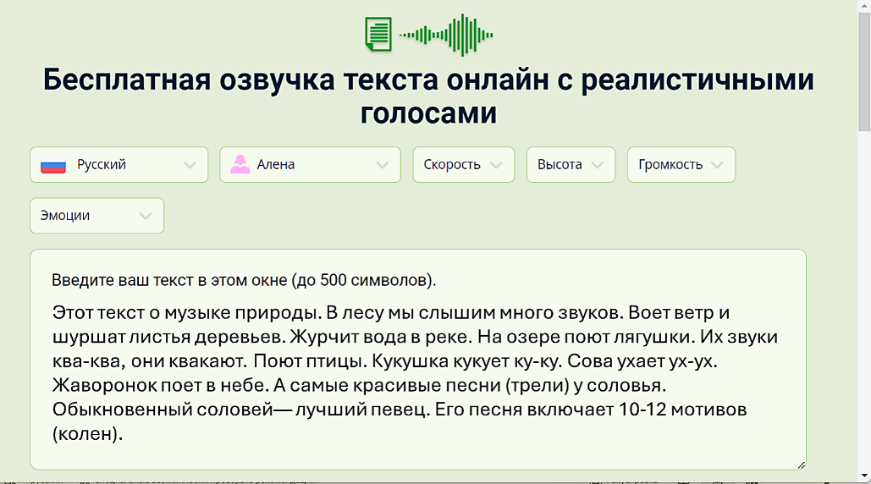 Бесплатная озвучка текста онлайн с реалистичными
голосами
Русский
Алена
Скорость
Высота
Громкость
Эмоции
Введите ваш текст в этом окне (до 500 символов).
Этот текст о музыке природы. В лесу мы слышим много звуков. Воет ветр и
шуршат листья деревьев. Журчит вода в реке. На озере поют лягушки. Их звуки
ква-ква, они квакают. Поют птицы. Кукушка кукует ку-ку. Сова ухает ух-ух.
Жаворонок поет в небе. А самые красивые песни (трели) у соловья.
Обыкновенный соловей— лучший певец. Его песня включает 10-12 мотивов
(колен).